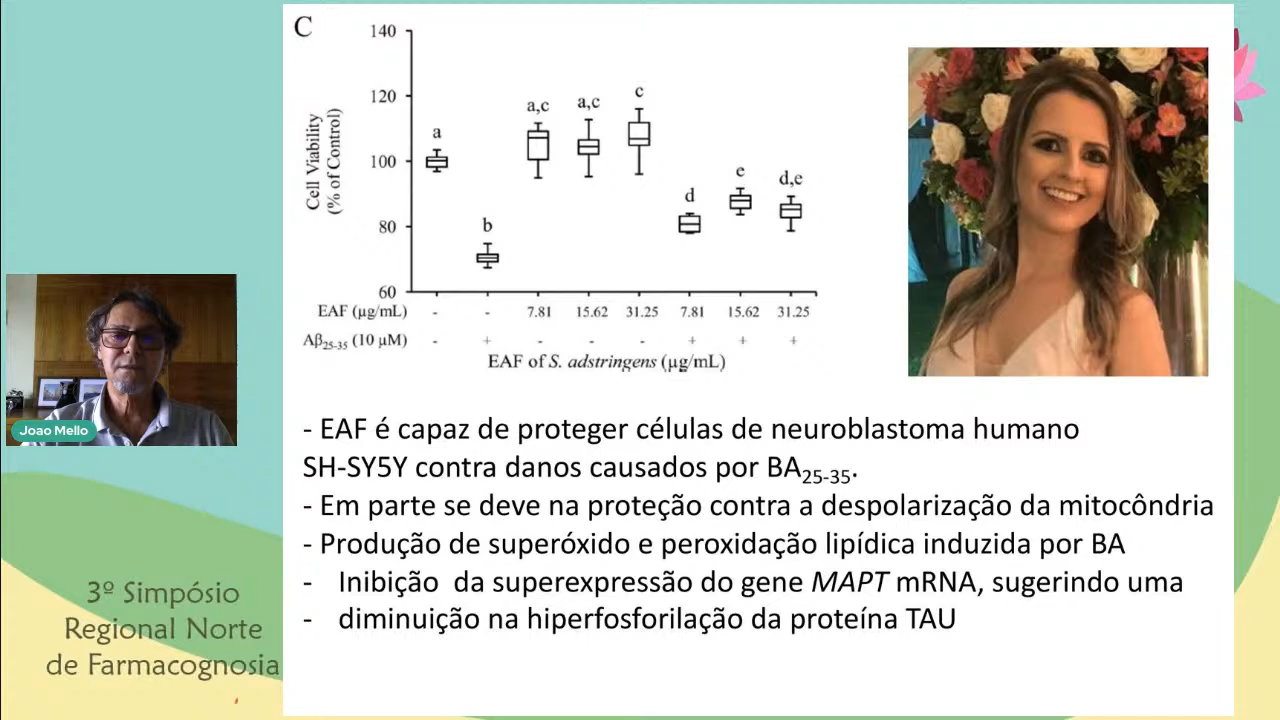 C
140
120
100
80
60
Cell Viability
(% of Control)
a
b
a,c
a,c
c
d
e
d,e
EAF (µg/mL) - - 7.81 15.62 31.25 7.81 15.62 31.25
Aβ25-35 (10 µM) - + - - - + + +
EAF of S. adstringens (µg/mL)
Joao Mello
- EAF é capaz de proteger células de neuroblastoma humano
SH-SY5Y contra danos causados por BA25-35.
- Em parte se deve na proteção contra a despolarização da mitocôndria
- Produção de superóxido e peroxidação lipídica induzida por BA
- Inibição da superexpressão do gene MAPT mRNA, sugerindo uma
- diminuição na hiperfosforilação da proteína TAU
3º Simpósio
Regional Norte
de Farmacognosia